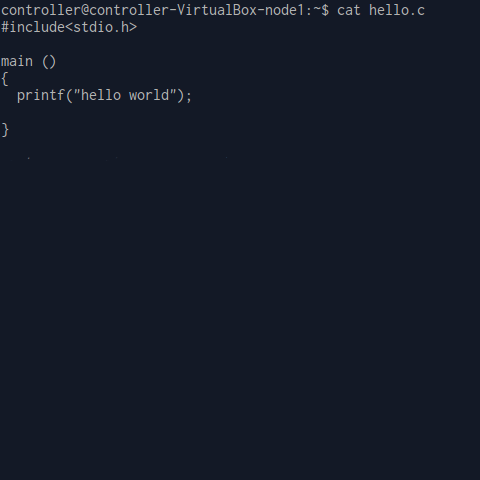 controller@controller-VirtualBox-node1:~$ cat hello.c
#include<stdio.h>
main ()
{
  printf("hello world");
}